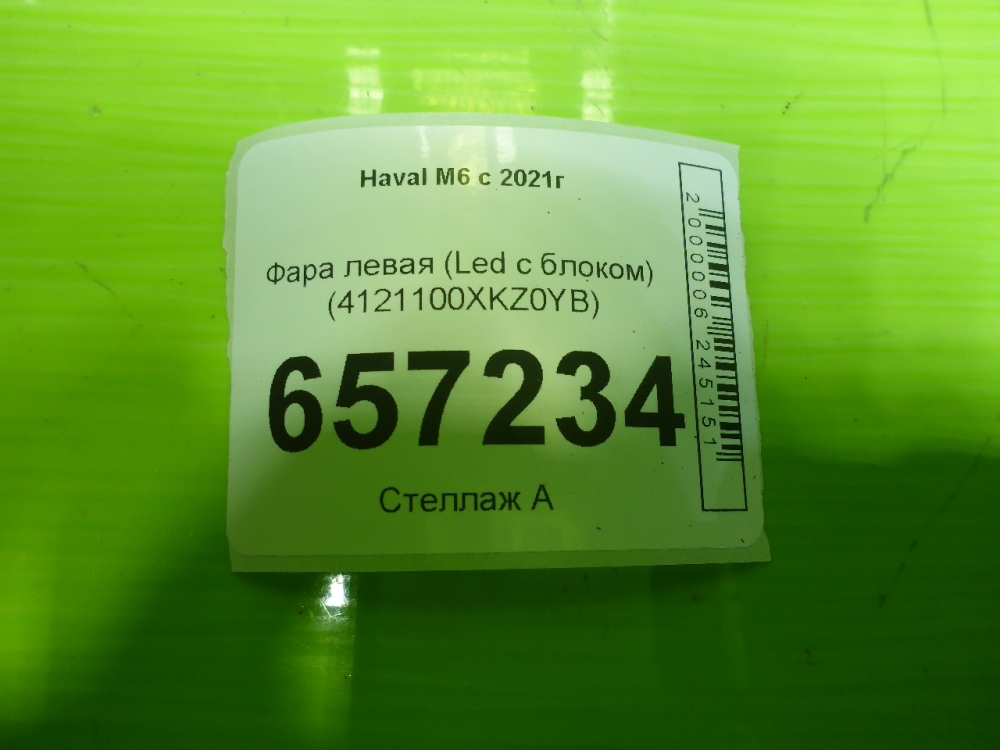 Haval M6 с 2021г
Фара левая (Led с блоком)
(4121100XKZ0YB)
657234
Стеллаж А
2000006245151